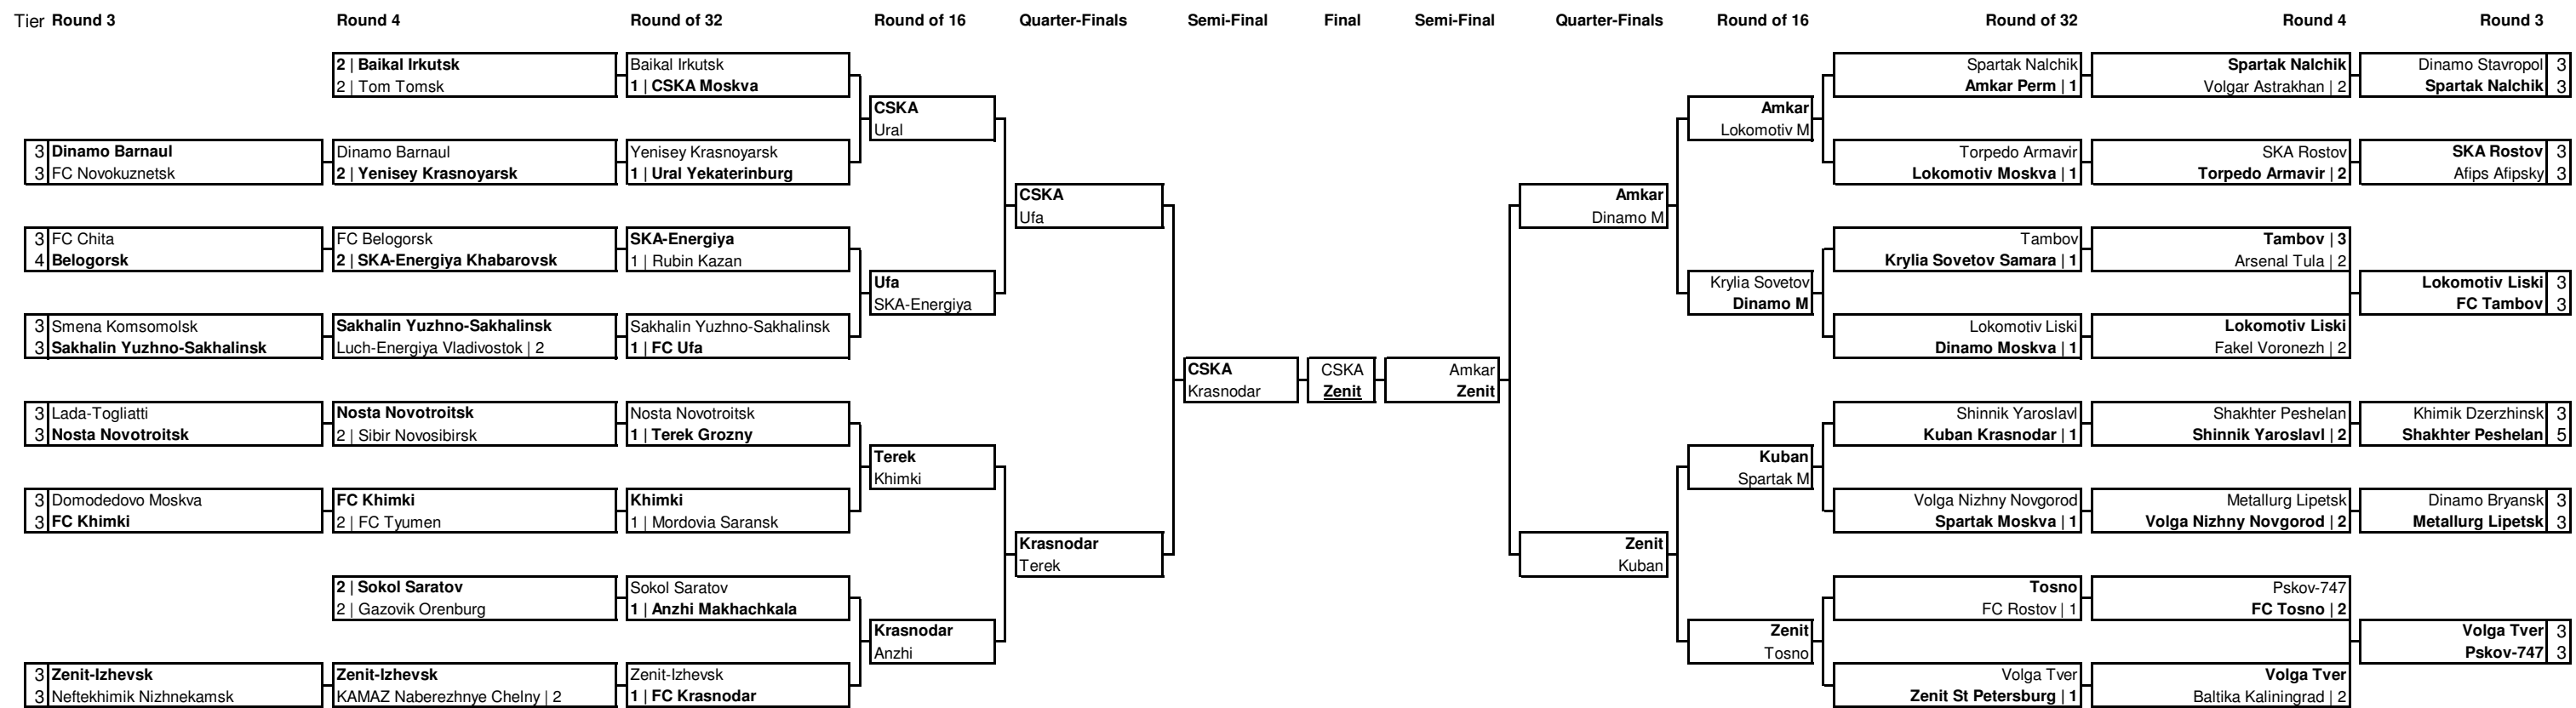 Tier Round 3 Round 4 Round of 32 Round of 16 Quarter-Finals Semi-Final Final Semi-Final Quarter-Finals Round of 16 Round of 32 Round 4 Round 3
2 | Baikal Irkutsk Baikal Irkutsk Spartak Nalchik Spartak Nalchik Dinamo Stavropol 3
2 | Tom Tomsk 1 | CSKA Moskva Amkar Perm | 1 Volgar Astrakhan | 2 Spartak Nalchik 3
CSKA Amkar
Ural Lokomotiv M
3 Dinamo Barnaul Dinamo Barnaul Yenisey Krasnoyarsk Torpedo Armavir SKA Rostov SKA Rostov 3
3 FC Novokuznetsk 2 | Yenisey Krasnoyarsk 1 | Ural Yekaterinburg Lokomotiv Moskva | 1 Torpedo Armavir | 2 Afips Afipsky 3
CSKA Amkar
Ufa Dinamo M
3 FC Chita FC Belogorsk SKA-Energiya Tambov Tambov | 3
4 Belogorsk 2 | SKA-Energiya Khabarovsk 1 | Rubin Kazan Krylia Sovetov Samara | 1 Arsenal Tula | 2
Ufa Krylia Sovetov Lokomotiv Liski 3
SKA-Energiya Dinamo M FC Tambov 3
3 Smena Komsomolsk Sakhalin Yuzhno-Sakhalinsk Sakhalin Yuzhno-Sakhalinsk Lokomotiv Liski Lokomotiv Liski
3 Sakhalin Yuzhno-Sakhalinsk Luch-Energiya Vladivostok | 2 1 | FC Ufa Dinamo Moskva | 1 Fakel Voronezh | 2
CSKA CSKA Amkar
Krasnodar Zenit Zenit
3 Lada-Togliatti Nosta Novotroitsk Nosta Novotroitsk Shinnik Yaroslavl Shakhter Peshelan Khimik Dzerzhinsk 3
3 Nosta Novotroitsk 2 | Sibir Novosibirsk 1 | Terek Grozny Kuban Krasnodar | 1 Shinnik Yaroslavl | 2 Shakhter Peshelan 5
Terek Kuban
Khimki Spartak M
3 Domodedovo Moskva FC Khimki Khimki Volga Nizhny Novgorod Metallurg Lipetsk Dinamo Bryansk 3
3 FC Khimki 2 | FC Tyumen 1 | Mordovia Saransk Spartak Moskva | 1 Volga Nizhny Novgorod | 2 Metallurg Lipetsk 3
Krasnodar Zenit
Terek Kuban
2 | Sokol Saratov Sokol Saratov Tosno Pskov-747
2 | Gazovik Orenburg 1 | Anzhi Makhachkala FC Rostov | 1 FC Tosno | 2
Krasnodar Zenit Volga Tver 3
Anzhi Tosno Pskov-747 3
3 Zenit-Izhevsk Zenit-Izhevsk Zenit-Izhevsk Volga Tver Volga Tver
3 Neftekhimik Nizhnekamsk KAMAZ Naberezhnye Chelny | 2 1 | FC Krasnodar Zenit St Petersburg | 1 Baltika Kaliningrad | 2